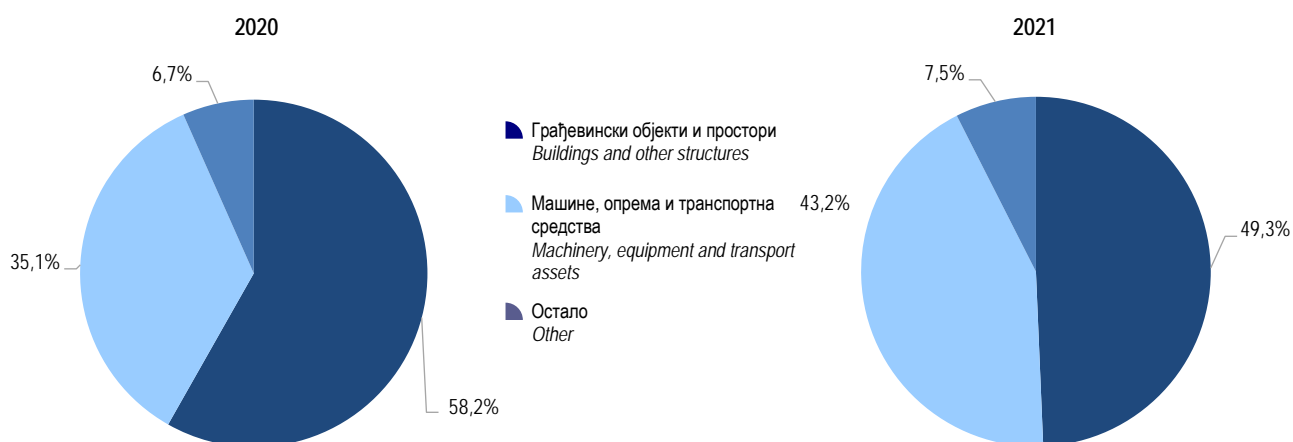 2020
6,7%
35,1%
58,2%
Грађевински објекти и простори
Buildings and other structures
Машине, опрема и транспортна
средства
Machinery, equipment and transport
assets
Остало
Other
2021
7,5%
43,2%
49,3%